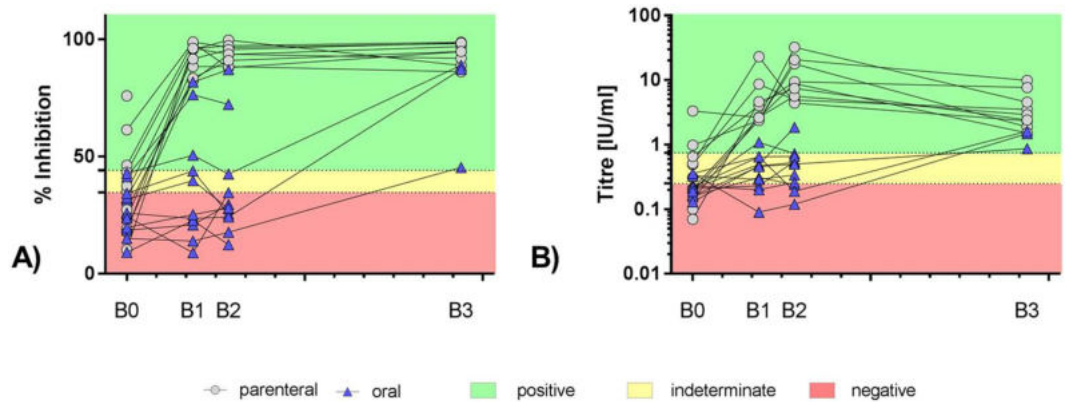 A)
% Inhibition
100
50
0
B0 B1 B2 B3
B)
Titre [IU/ml]
100
10
1
0.1
0.01
B0 B1 B2 B3
parenteral oral positive indeterminate negative